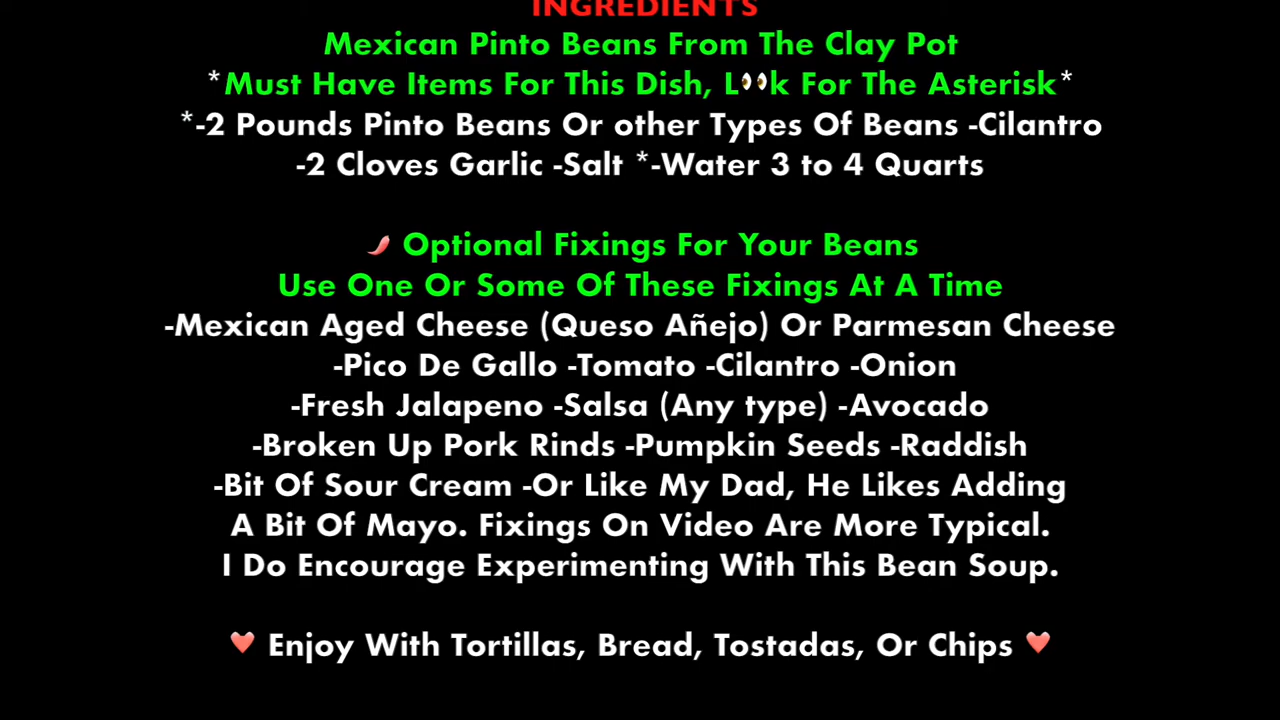 INGREDIENTS
Mexican Pinto Beans From The Clay Pot
*Must Have Items For This Dish, L👀k For The Asterisk*
*-2 Pounds Pinto Beans Or other Types Of Beans -Cilantro
-2 Cloves Garlic -Salt *-Water 3 to 4 Quarts
🌶 Optional Fixings For Your Beans
Use One Or Some Of These Fixings At A Time
-Mexican Aged Cheese (Queso Añejo) Or Parmesan Cheese
-Pico De Gallo -Tomato -Cilantro -Onion
-Fresh Jalapeno -Salsa (Any type) -Avocado
-Broken Up Pork Rinds -Pumpkin Seeds -Raddish
-Bit Of Sour Cream -Or Like My Dad, He Likes Adding
A Bit Of Mayo. Fixings On Video Are More Typical.
I Do Encourage Experimenting With This Bean Soup.
♥ Enjoy With Tortillas, Bread, Tostadas, Or Chips ♥